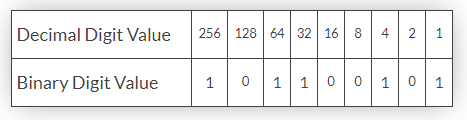 Decimal Digit Value 256 128 64 32 16 8 4 2 1
Binary Digit Value 1 0 1 1 0 0 1 0 1